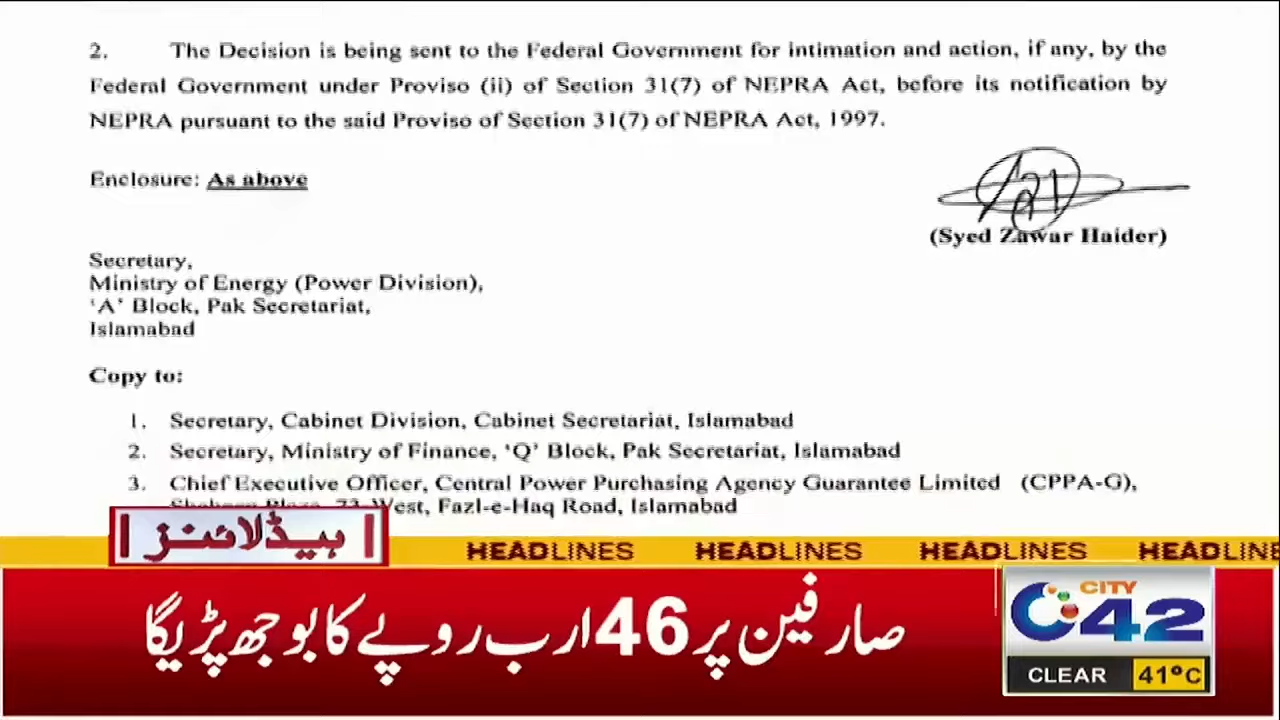 2. The Decision is being sent to the Federal Government for intimation and action, if any, by the
Federal Government under Proviso (ii) of Section 31(7) of NEPRA Act, before its notification by
NEPRA pursuant to the said Proviso of Section 31(7) of NEPRA Act, 1997.
Enclosure: As above
(Syed Zawar Haider)
Secretary,
Ministry of Energy (Power Division),
‘A’ Block, Pak Secretariat,
Islamabad
Copy to:
1. Secretary, Cabinet Division, Cabinet Secretariat, Islamabad
2. Secretary, Ministry of Finance, ‘Q’ Block, Pak Secretariat, Islamabad
3. Chief Executive Officer, Central Power Purchasing Agency Guarantee Limited (CPPA-G),
73-West, Fazl-e-Haq Road, Islamabad
ہیڈلائنز
HEADLINES HEADLINES HEADLINES HEADLINE
صارفین پر 46 ارب روپے کا بوجھ پڑیگا
CITY
42
CLEAR 41°C